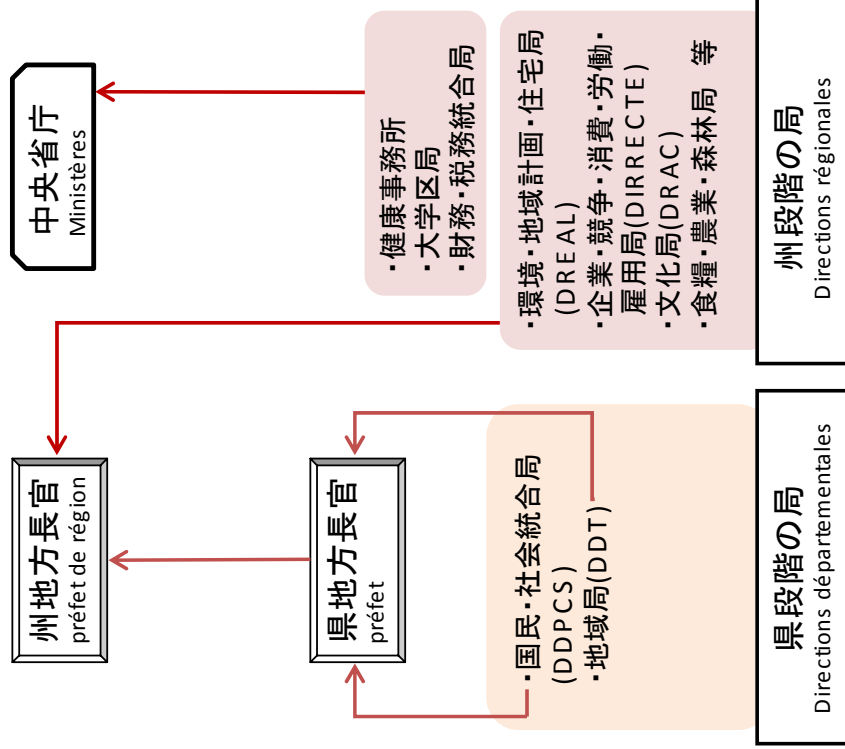 中央省庁
Ministères
州地方長官
préfet de région
県地方長官
préfet
・健康事務所
・大学区局
・財務・税務統合局
・環境・地域計画・住宅局
(DREAL)
・企業・競争・消費・労働・
雇用局(DIRRECTE)
・文化局(DRAC)
・食糧・農業・森林局 等
州段階の局
Directions régionales
・国民・社会統合局
(DDPCS)
・地域局(DDT)
県段階の局
Directions départementales